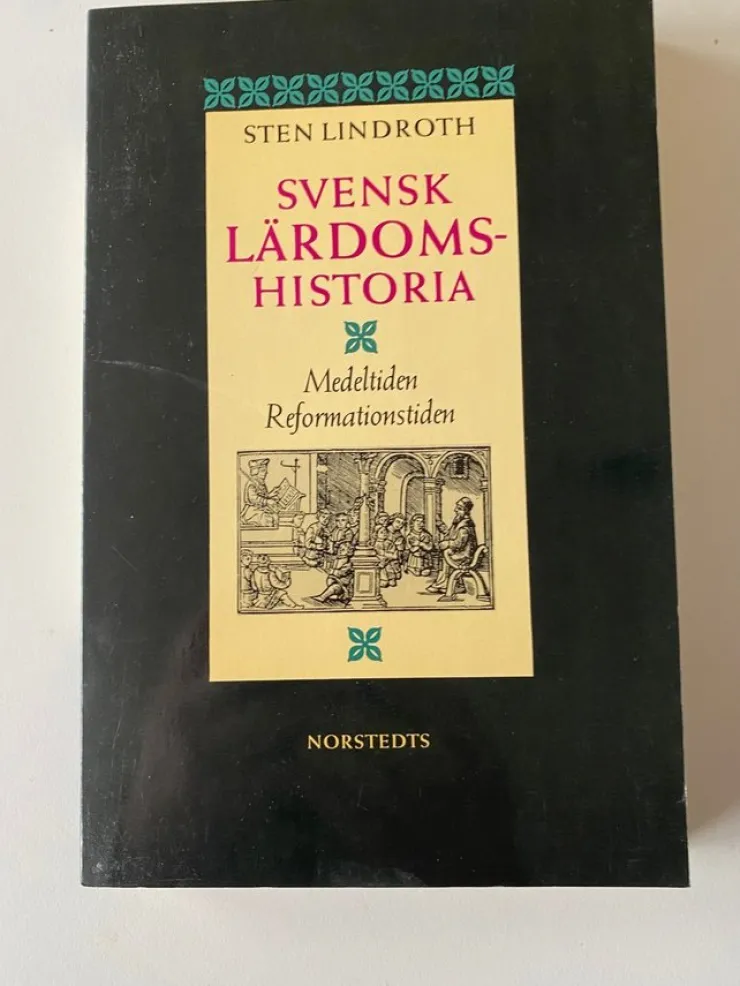 STEN LINDROTH
SVENSK
LÄRDOMS-
HISTORIA
Medeltiden
Reformationstiden
NORSTEDTS